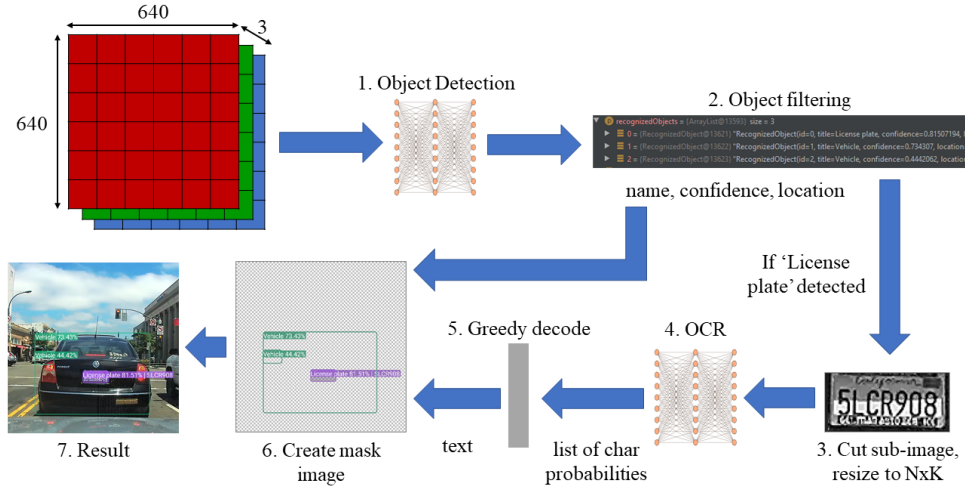 640
3
640
1. Object Detection
2. Object filtering
recognizedObjects = {ArrayList@13593} size = 3
0 = {RecognizedObject@13621} "RecognizedObject(id=0, title=License plate, confidence=0.81507194, locat
1 = {RecognizedObject@13622} "RecognizedObject(id=1, title=Vehicle, confidence=0.734307, location
2 = {RecognizedObject@13623} "RecognizedObject(id=2, title=Vehicle, confidence=0.4442062, location
name, confidence, location
If ‘License
plate’ detected
Vehicle 73.43%
Vehicle 44.42%
License plate 81.51% | 5LCR908
7. Result
Vehicle 73.43%
Vehicle 44.42%
License plate 81.51% | 5LCR908
6. Create mask
image
5. Greedy decode
text
4. OCR
list of char
probabilities
California
5LCR908
3. Cut sub-image,
resize to NxK